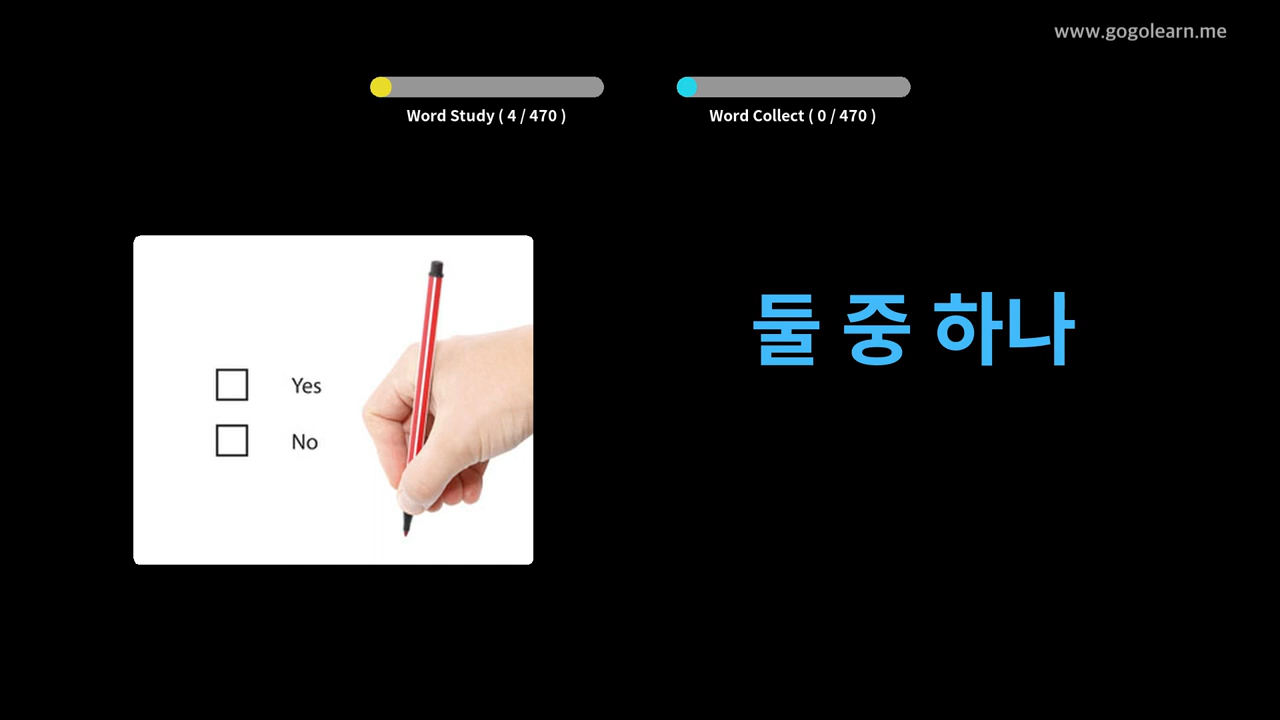 www.gogolearn.me
Word Study ( 4 / 470 )
Word Collect ( 0 / 470 )
Yes
No
둘 중 하나